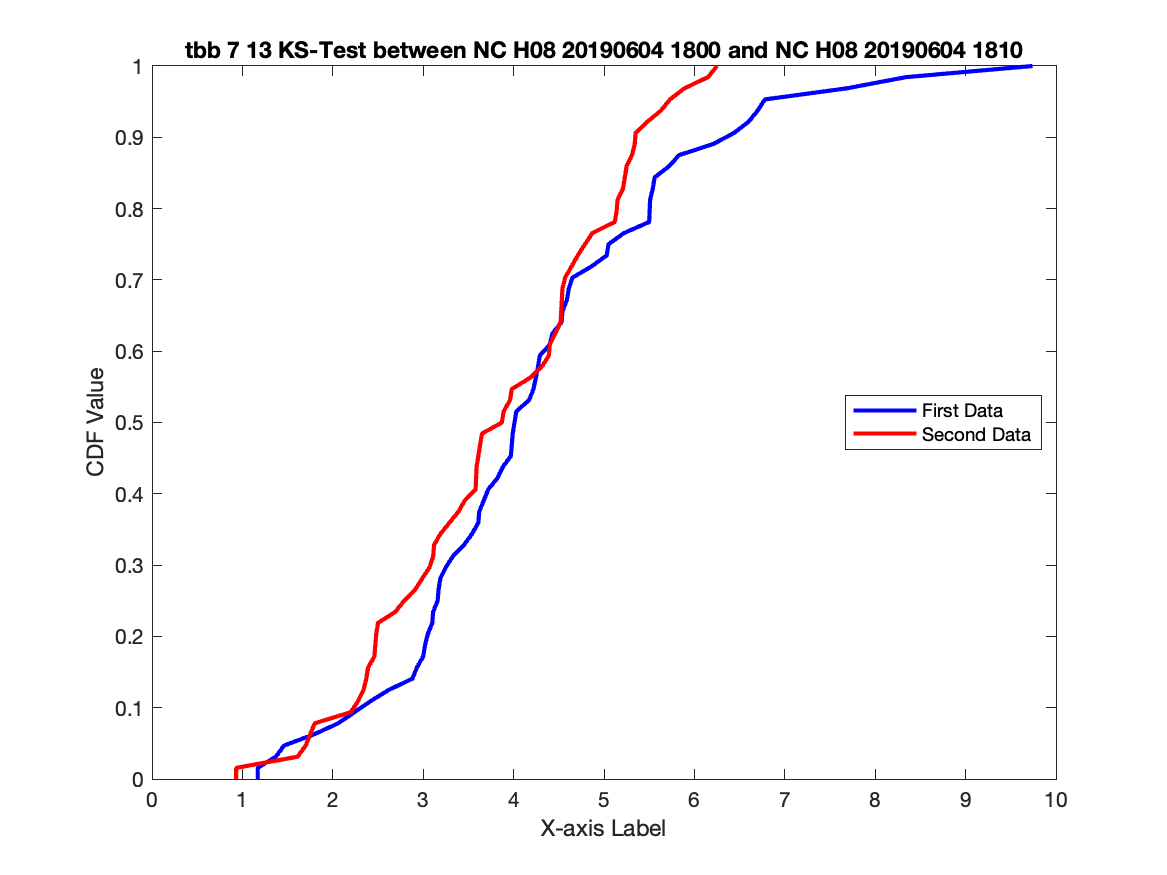 tbb 7 13 KS-Test between NC H08 20190604 1800 and NC H08 20190604 1810
1
0.9
0.8
0.7
0.6
0.5
0.4
0.3
0.2
0.1
0
CDF Value
First Data
Second Data
0 1 2 3 4 5 6 7 8 9 10
X-axis Label